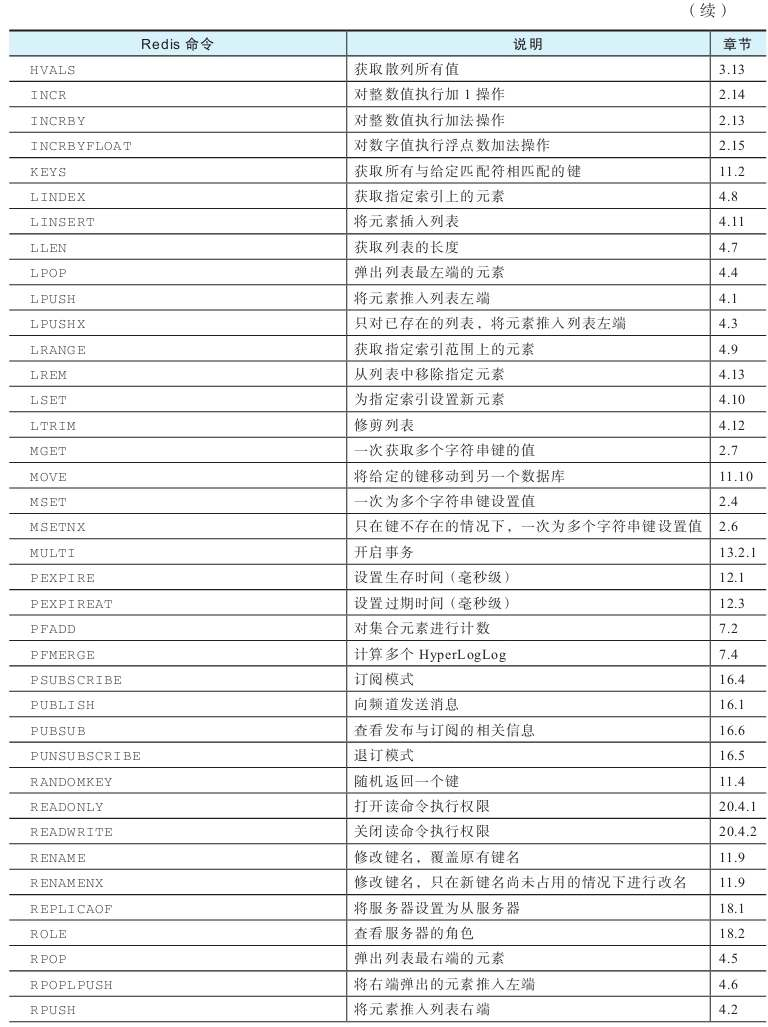 （续）
Redis 命令 说明 章节
HVALS 获取散列所有值 3.13
INCR 对整数值执行加 1 操作 2.14
INCRBY 对整数值执行加法操作 2.13
INCRBYFLOAT 对数字值执行浮点数加法操作 2.15
KEYS 获取所有与给定匹配符相匹配的键 11.2
LINDEX 获取指定索引上的元素 4.8
LINSERT 将元素插入列表 4.11
LLEN 获取列表的长度 4.7
LPOP 弹出列表最左端的元素 4.4
LPUSH 将元素推入列表左端 4.1
LPUSHX 只对已存在的列表，将元素推入列表左端 4.3
LRANGE 获取指定索引范围上的元素 4.9
LREM 从列表中移除指定元素 4.13
LSET 为指定索引设置新元素 4.10
LTRIM 修剪列表 4.12
MGET 一次获取多个字符串键的值 2.7
MOVE 将给定的键移动到另一个数据库 11.10
MSET 一次为多个字符串键设置值 2.4
MSETNX 只在键不存在的情况下，一次为多个字符串键设置值 2.6
MULTI 开启事务 13.2.1
PEXPIRE 设置生存时间（毫秒级） 12.1
PEXPIREAT 设置过期时间（毫秒级） 12.3
PFADD 对集合元素进行计数 7.2
PFMERGE 计算多个 HyperLogLog 7.4
PSUBSCRIBE 订阅模式 16.4
PUBLISH 向频道发送消息 16.1
PUBSUB 查看发布与订阅的相关信息 16.6
PUNSUBSCRIBE 退订模式 16.5
RANDOMKEY 随机返回一个键 11.4
READONLY 打开读命令执行权限 20.4.1
READWRITE 关闭读命令执行权限 20.4.2
RENAME 修改键名，覆盖原有键名 11.9
RENAMENX 修改键名，只在新键名尚未占用的情况下进行改名 11.9
REPLICAOF 将服务器设置为从服务器 18.1
ROLE 查看服务器的角色 18.2
RPOP 弹出列表最右端的元素 4.5
RPOPLPUSH 将右端弹出的元素推入左端 4.6
RPUSH 将元素推入列表右端 4.2